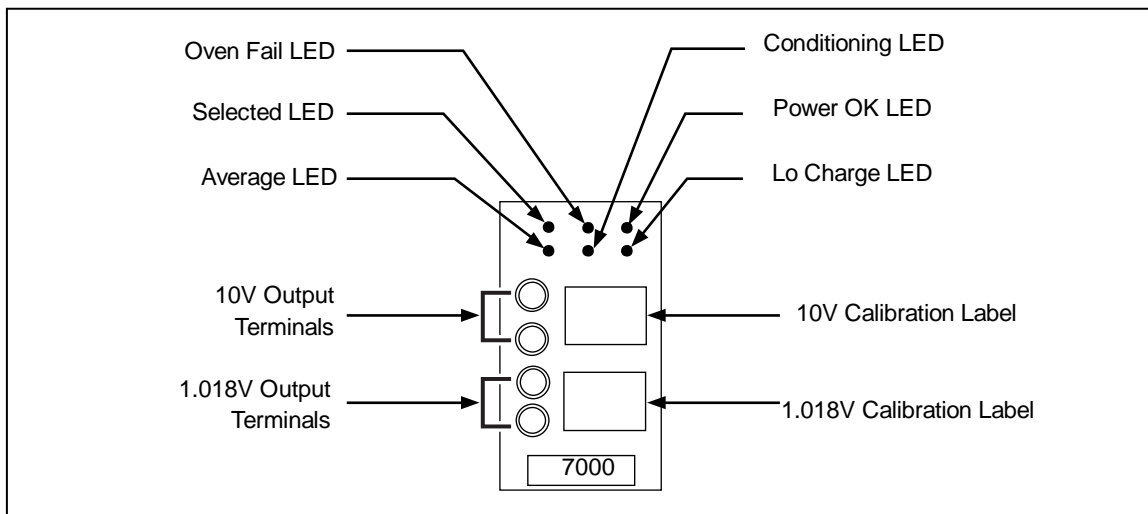 Oven Fail LED
Selected LED
Average LED
10V Output
Terminals
1.018V Output
Terminals
Conditioning LED
Power OK LED
Lo Charge LED
10V Calibration Label
1.018V Calibration Label
7000